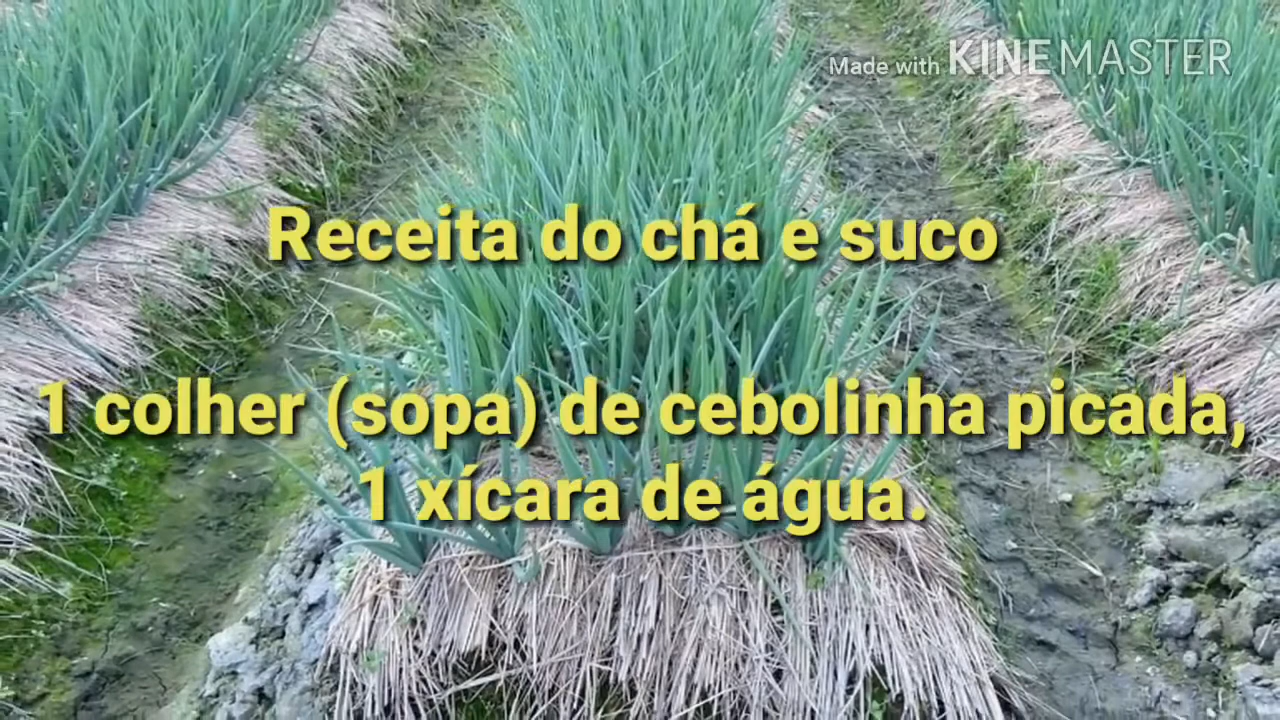 Made with KINEMASTER
Receita do chá e suco
1 colher (sopa) de cebolinha picada,
1 xícara de água.